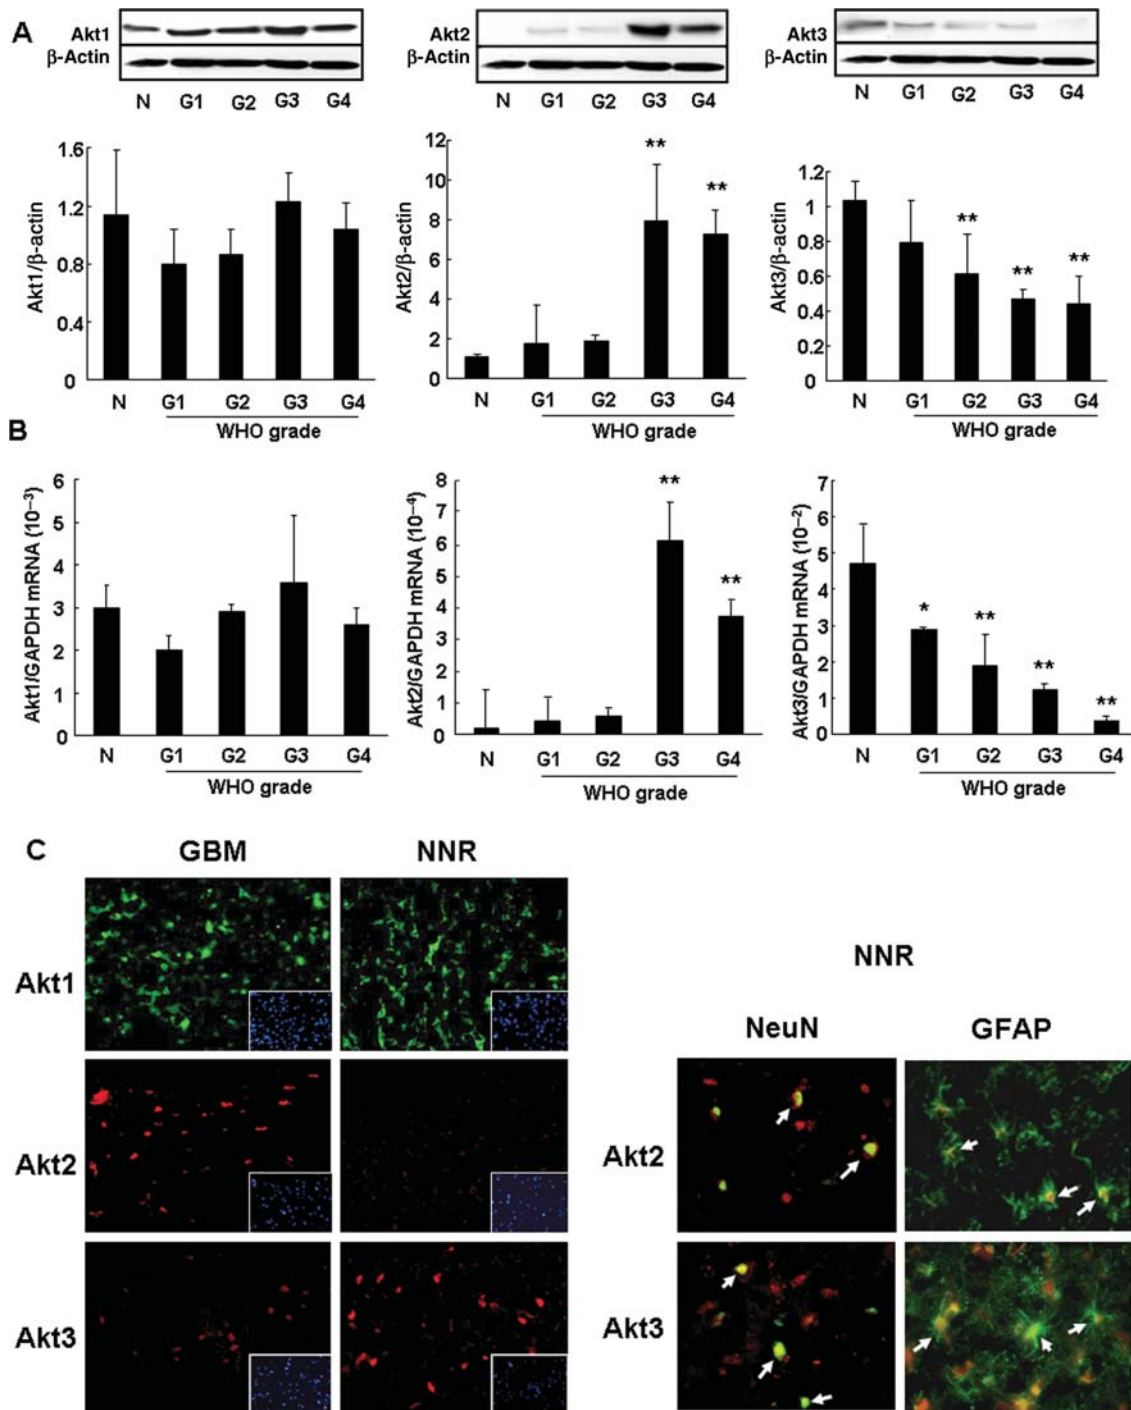 A
Akt1
β-Actin
N G1 G2 G3 G4
Akt2
β-Actin
N G1 G2 G3 G4
Akt3
β-Actin
N G1 G2 G3 G4
Akt1/β-actin
1.6
1.2
0.8
0.4
0
N G1 G2 G3 G4
WHO grade
Akt2/β-actin
12
10
8
6
4
2
0
**
**
N G1 G2 G3 G4
WHO grade
Akt3/β-actin
1.2
1
0.8
0.6
0.4
0.2
0
**
**
**
N G1 G2 G3 G4
WHO grade
B
Akt1/GAPDH mRNA (10⁻³)
6
5
4
3
2
1
0
N G1 G2 G3 G4
WHO grade
Akt2/GAPDH mRNA (10⁻⁴)
8
7
6
5
4
3
2
1
0
**
**
N G1 G2 G3 G4
WHO grade
Akt3/GAPDH mRNA (10⁻²)
7
6
5
4
3
2
1
0
*
**
**
**
N G1 G2 G3 G4
WHO grade
C
GBM NNR
Akt1
Akt2
Akt3
NNR
NeuN GFAP
Akt2
Akt3